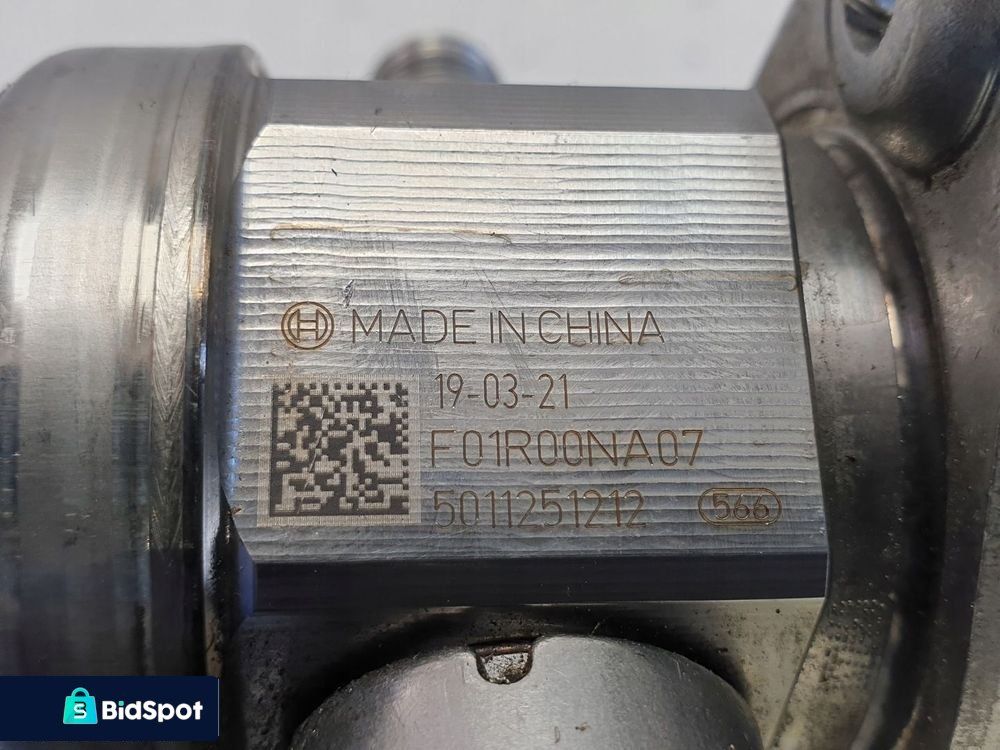 MADE IN CHINA
19-03-21
F01R00NA07
5011251212 566
BidSpot